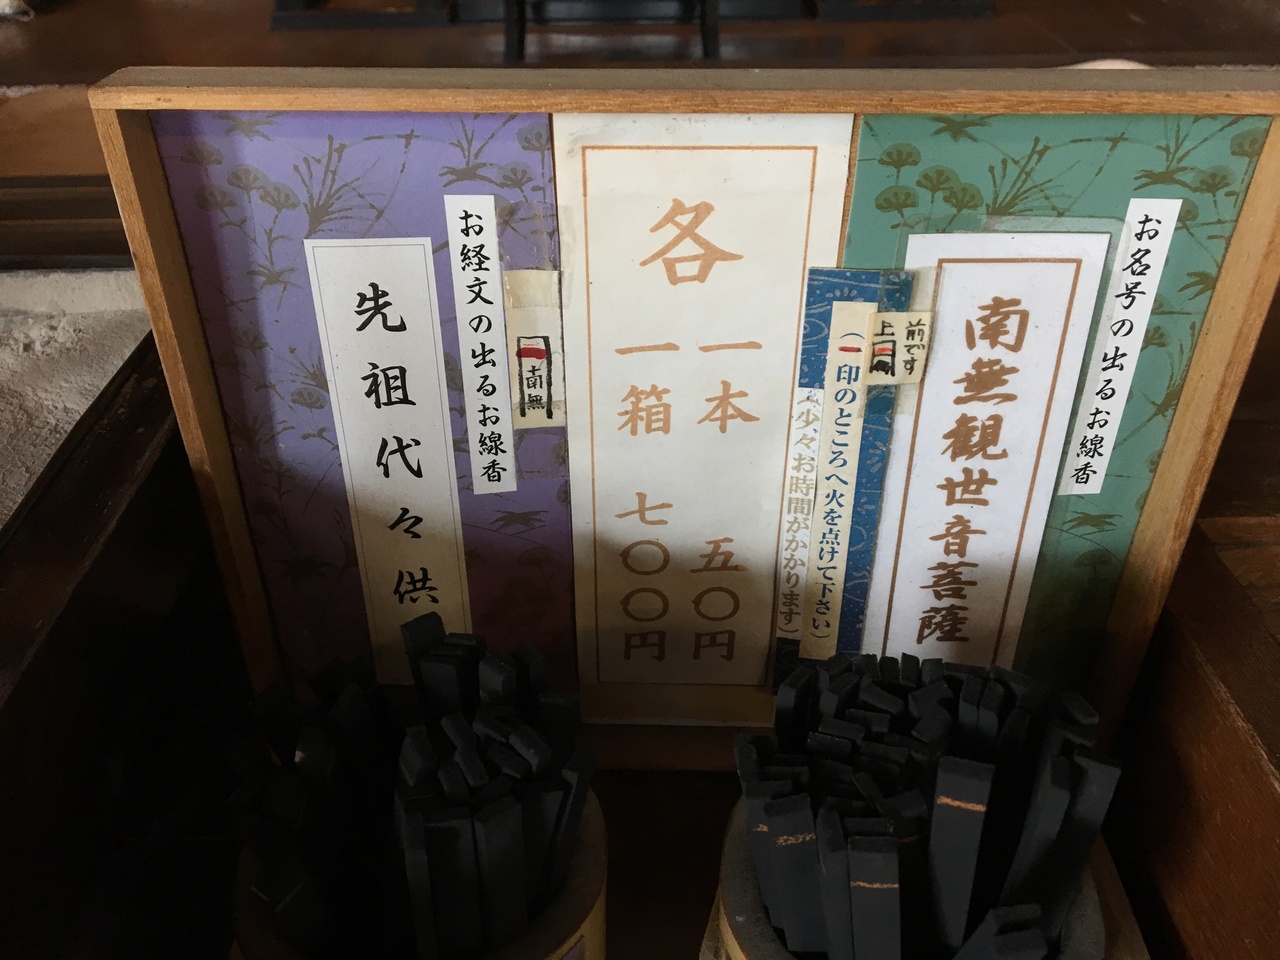 お名号の出るお線香
南無観世音菩薩
前です
上
(一印のところへ火を点けて下さい)
少々お時間がかかります)
各
一本 五〇円
一箱 七〇〇円
お経文の出るお線香
南無
先祖代々供